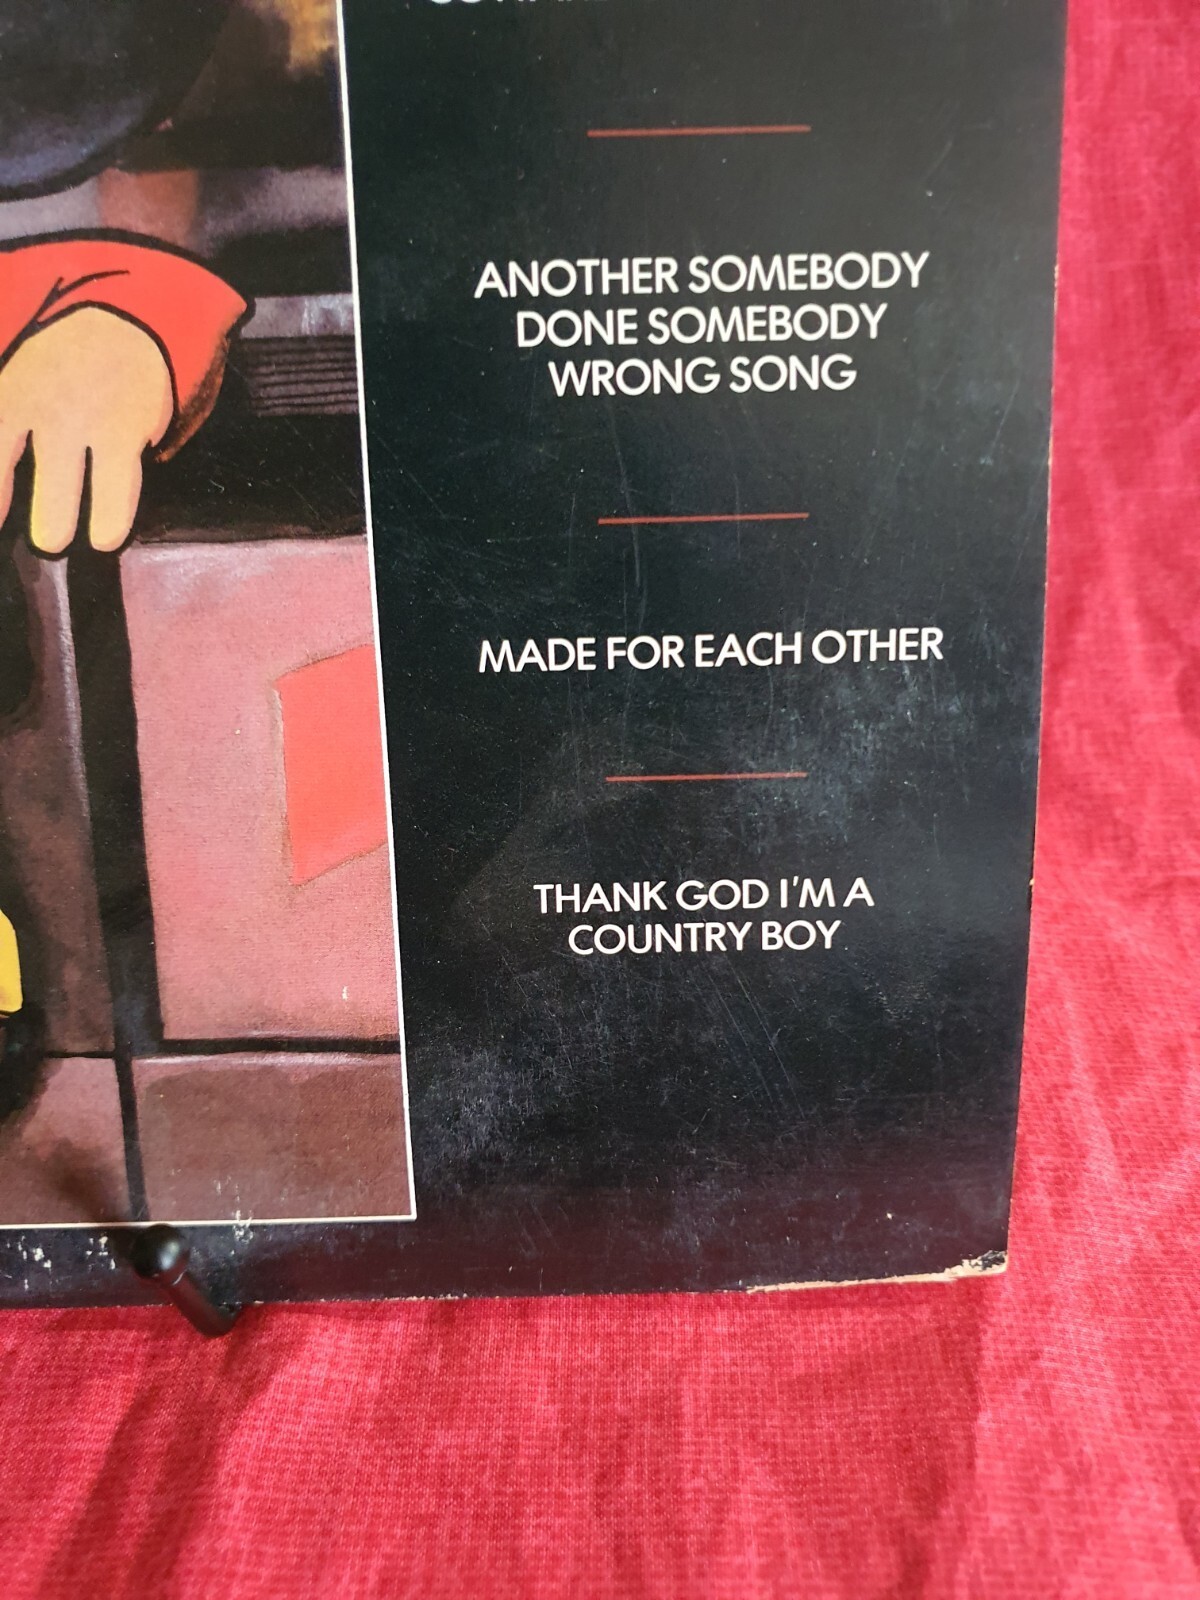 ANOTHER SOMEBODY
DONE SOMEBODY
WRONG SONG
MADE FOR EACH OTHER
THANK GOD I'M A
COUNTRY BOY